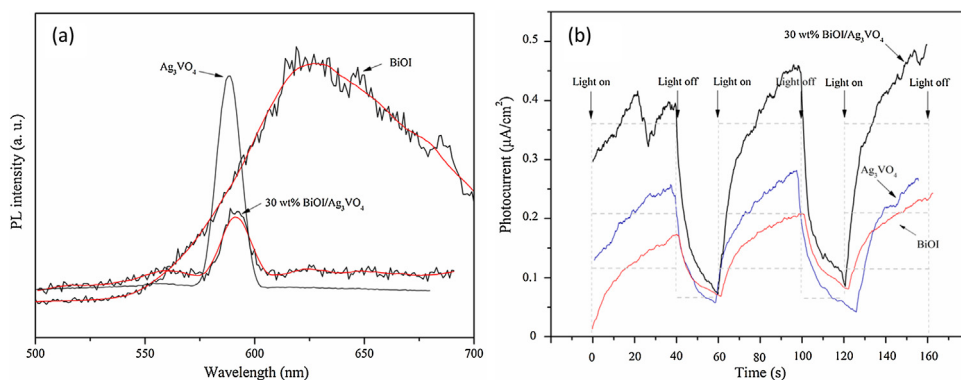 (a)
Ag3VO4
BiOI
30 wt% BiOI/Ag3VO4
PL intensity (a. u.)
500
550
600
650
700
Wavelength (nm)
(b)
30 wt% BiOI/Ag3VO4
Light on
Light off
Light on
Light off
Light on
Light off
Ag3VO4
BiOI
Photocurrent (μA/cm²)
0.5
0.4
0.3
0.2
0.1
0
0
20
40
60
80
100
120
140
160
Time (s)